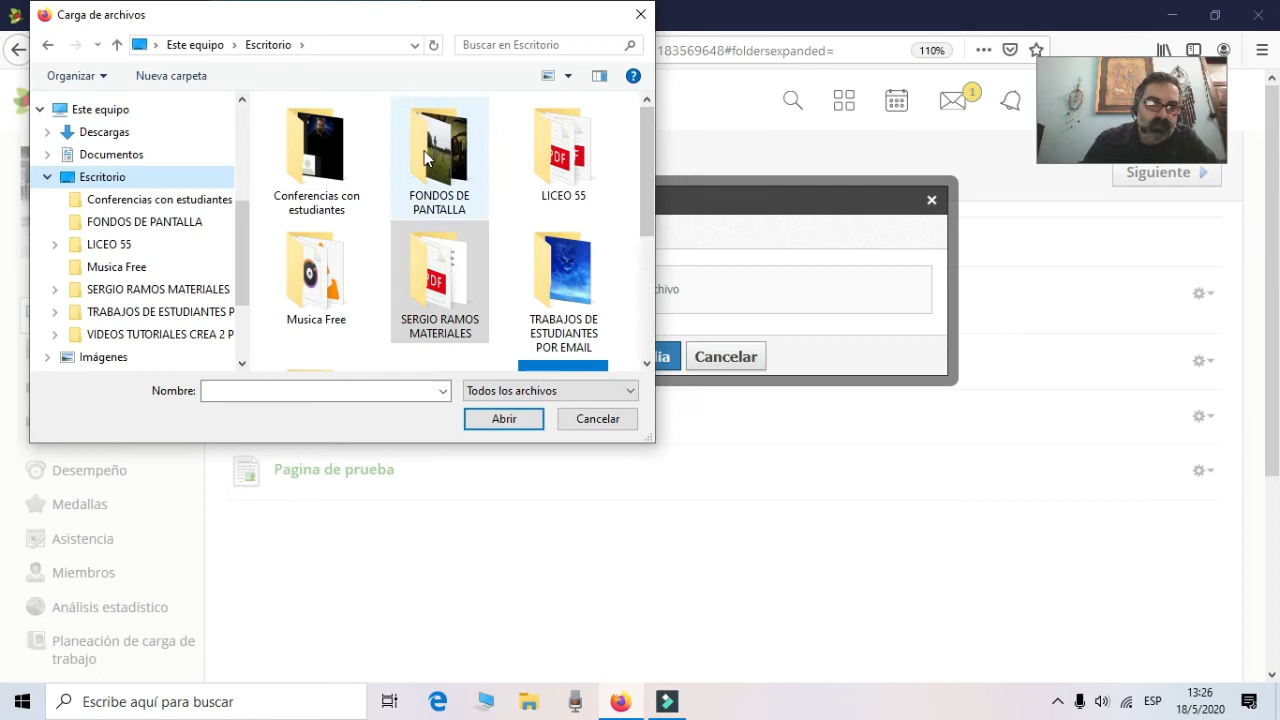 Carga de archivos
Este equipo > Escritorio >
Buscar en Escritorio
183569648#foldersexpanded=
110%
Organizar
Nueva carpeta
Este equipo
Descargas
Documentos
Escritorio
Conferencias con estudiantes
FONDOS DE PANTALLA
LICEO 55
Musica Free
SERGIO RAMOS MATERIALES
TRABAJOS DE ESTUDIANTES P
VIDEOS TUTORIALES CREA 2 P
Imágenes
Conferencias con
estudiantes
FONDOS DE
PANTALLA
LICEO 55
PDF
Musica Free
PDF
SERGIO RAMOS
MATERIALES
TRABAJOS DE
ESTUDIANTES
POR EMAIL
Nombre:
Todos los archivos
Abrir
Cancelar
1
Siguiente
chivo
ia
Cancelar
Pagina de prueba
Desempeño
Medallas
Asistencia
Miembros
Análisis estadístico
Planeación de carga de
trabajo
Escribe aquí para buscar
ESP
13:26
18/5/2020